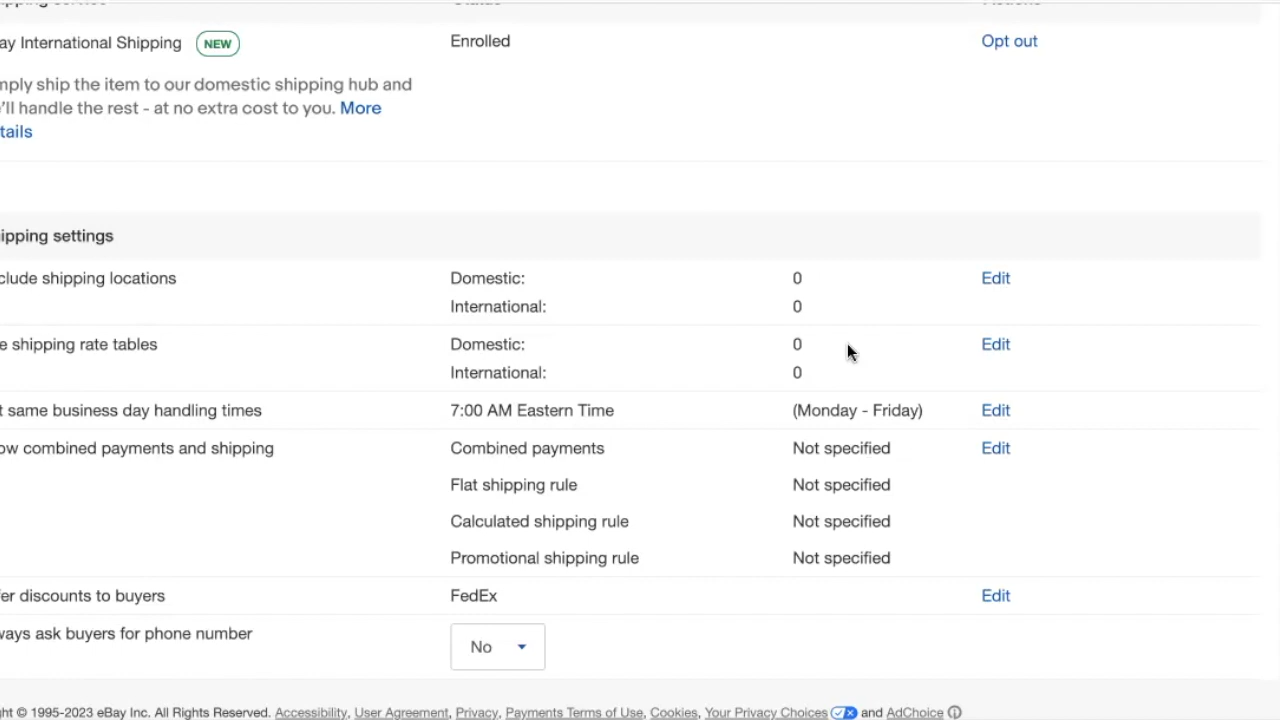 ay International Shipping NEW Enrolled Opt out
mply ship the item to our domestic shipping hub and
'll handle the rest - at no extra cost to you. More
tails
ipping settings
clude shipping locations Domestic: 0 Edit
International: 0
e shipping rate tables Domestic: 0 Edit
International: 0
t same business day handling times 7:00 AM Eastern Time (Monday - Friday) Edit
ow combined payments and shipping Combined payments Not specified Edit
Flat shipping rule Not specified
Calculated shipping rule Not specified
Promotional shipping rule Not specified
er discounts to buyers FedEx Edit
ways ask buyers for phone number
No
ht © 1995-2023 eBay Inc. All Rights Reserved. Accessibility, User Agreement, Privacy, Payments Terms of Use, Cookies, Your Privacy Choices and AdChoice